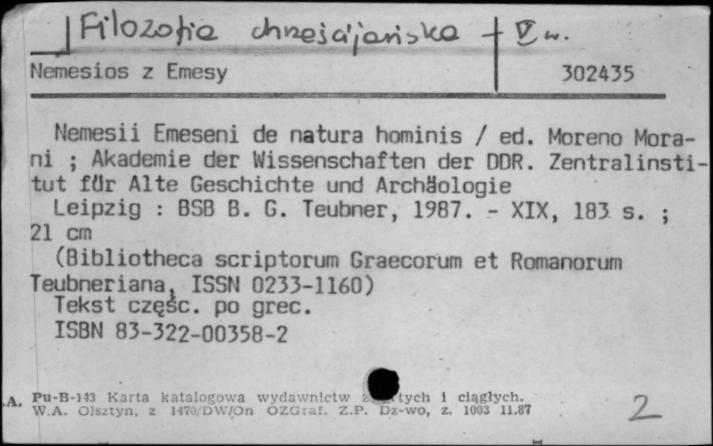 Filozofia chrześcijańska + V w.
Nemesios z Emesy 302435
Nemesii Emeseni de natura hominis / ed. Moreno Mora-
ni ; Akademie der Wissenschaften der DDR. Zentralinsti-
tut für Alte Geschichte und Archäologie
Leipzig : BSB B. G. Teubner, 1987. - XIX, 183 s. ;
21 cm
(Bibliotheca scriptorum Graecorum et Romanorum
Teubneriana, ISSN 0233-1160)
Tekst częśc. po grec.
ISBN 83-322-00358-2
.A. Pu-B-143 Karta katalogowa wydawnictw i ciągłych.
W.A. Olsztyn, z 1470/DW/On OZGraf. Z.P. Dz-wo, z. 1003 11.87
2